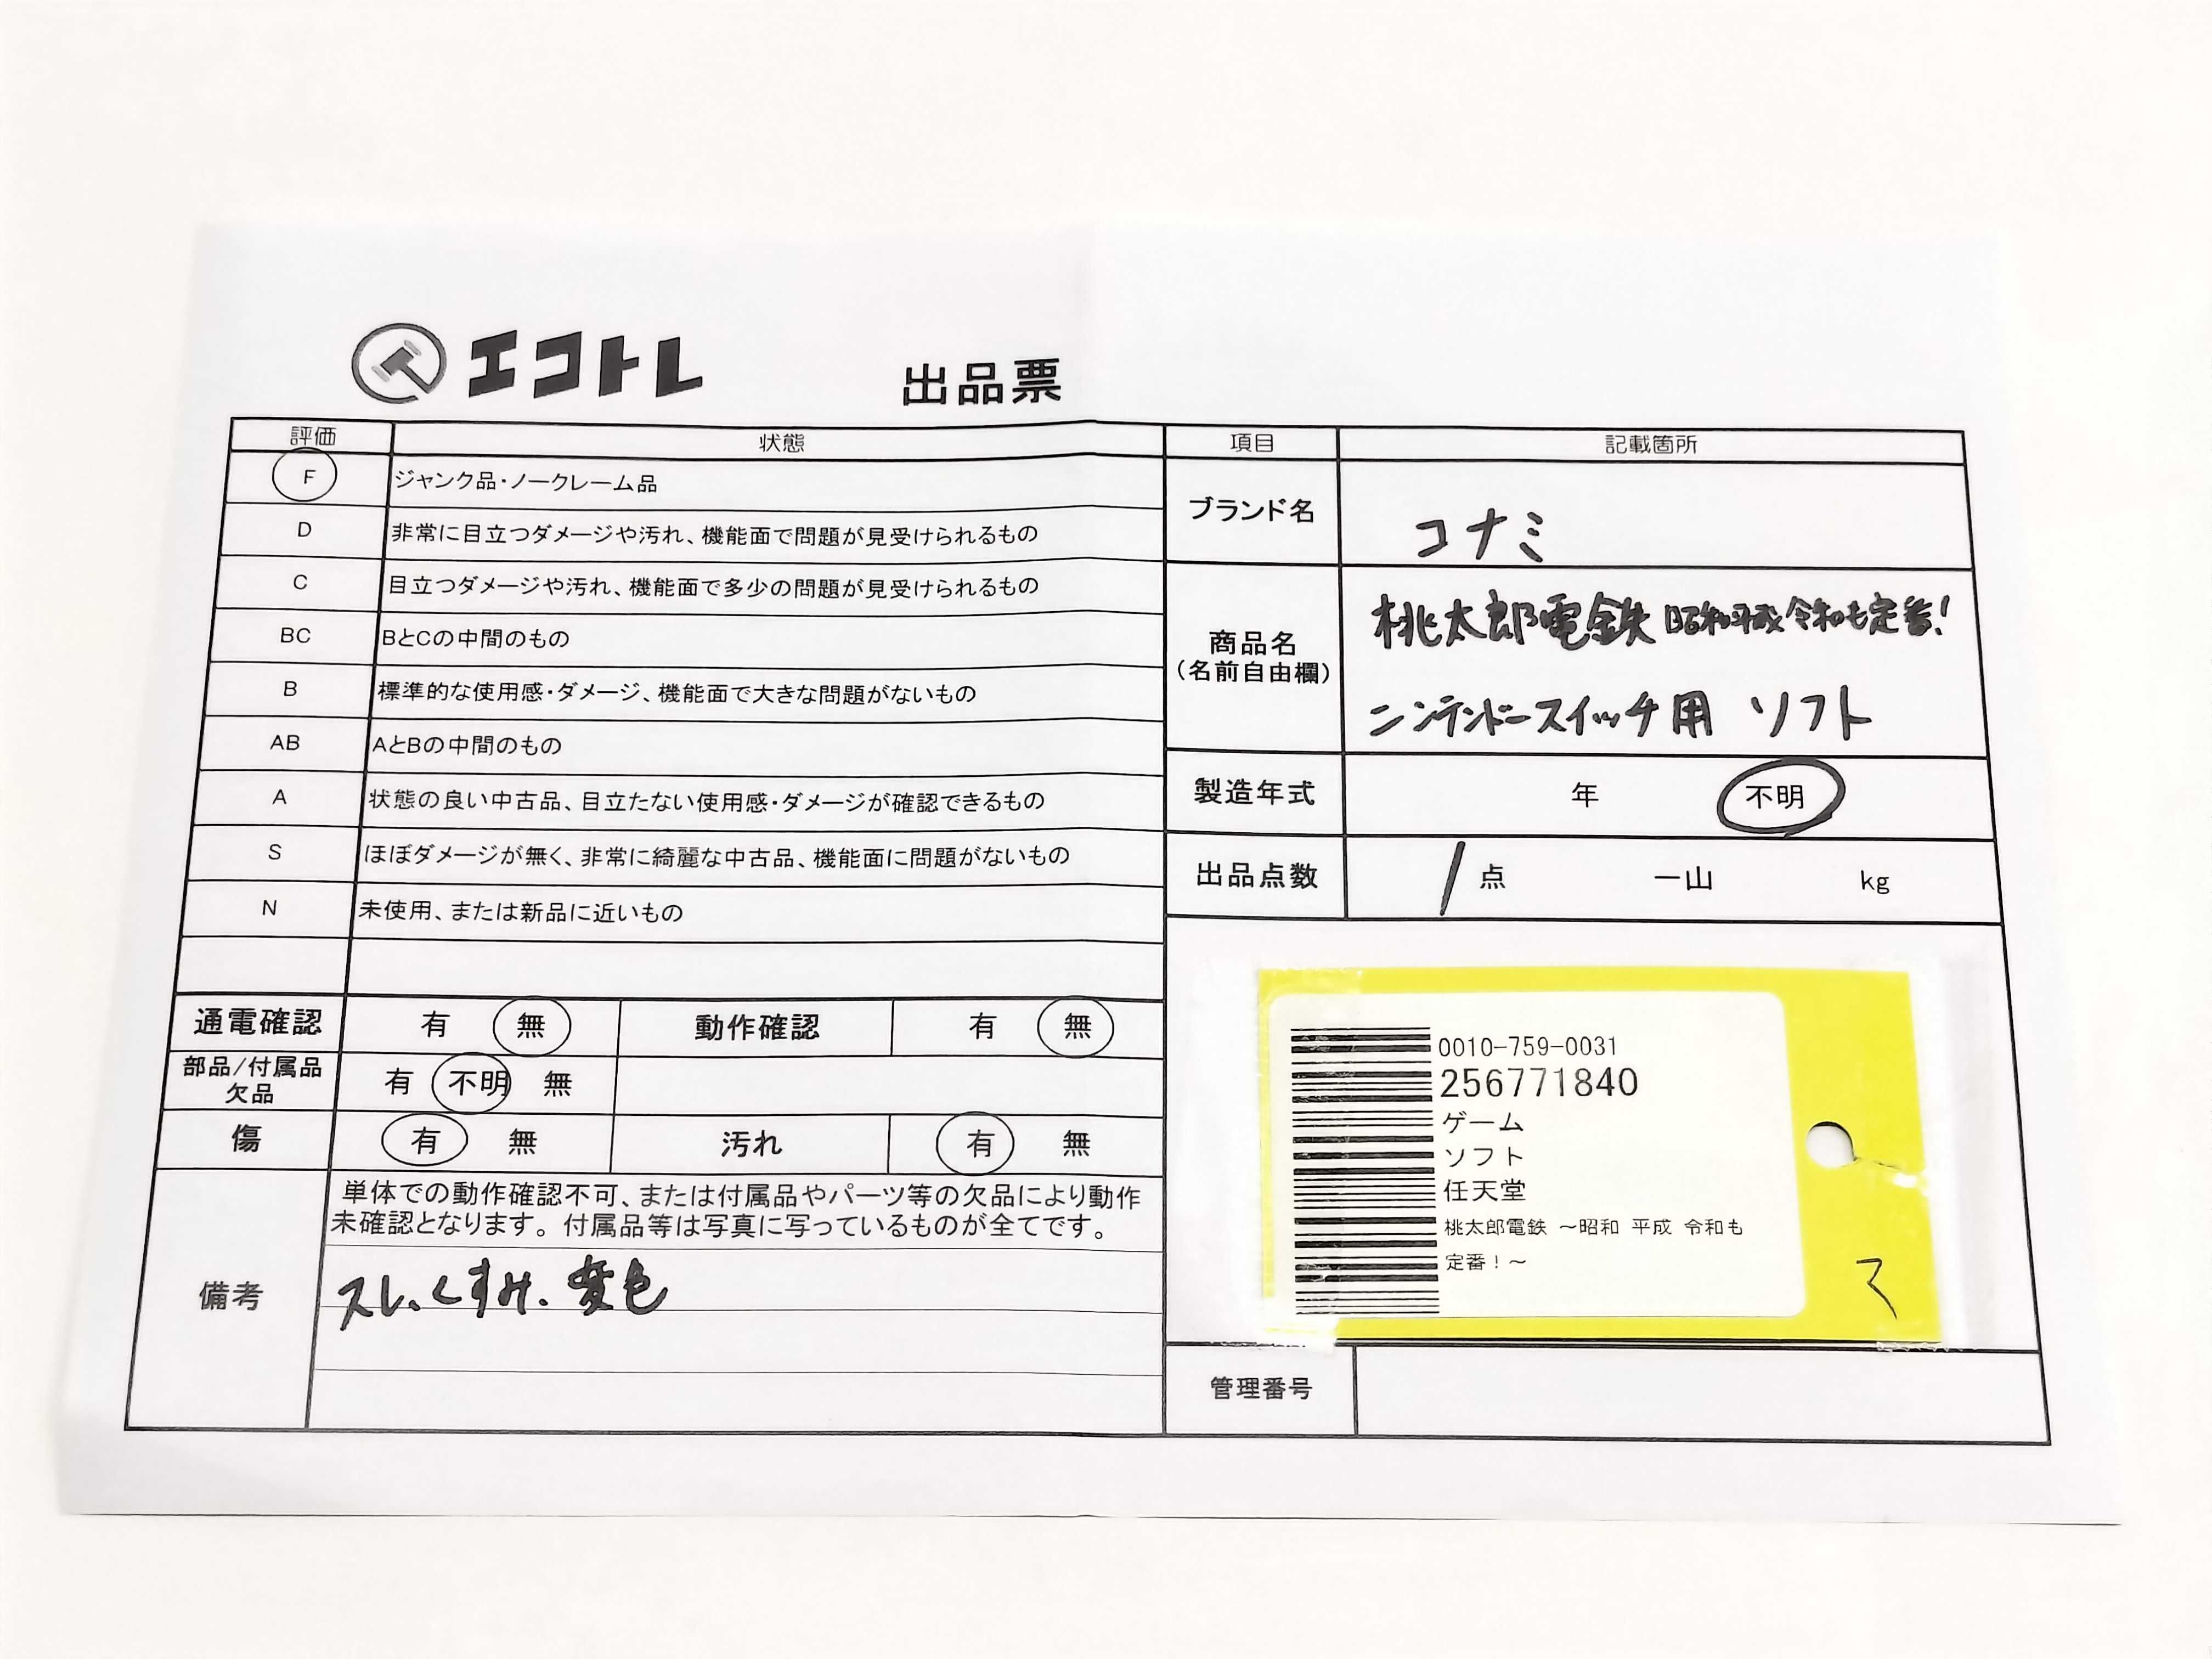 エコトレ
出品票
評価 状態
F ジャンク品・ノークレーム品
D 非常に目立つダメージや汚れ、機能面で問題が見受けられるもの
C 目立つダメージや汚れ、機能面で多少の問題が見受けられるもの
BC BとCの中間のもの
B 標準的な使用感・ダメージ、機能面で大きな問題がないもの
AB AとBの中間のもの
A 状態の良い中古品、目立たない使用感・ダメージが確認できるもの
S ほぼダメージが無く、非常に綺麗な中古品、機能面に問題がないもの
N 未使用、または新品に近いもの
通電確認 有 無 動作確認 有 無
部品/付属品
欠品
有 不明 無
傷 有 無 汚れ 有 無
備考
単体での動作確認不可、または付属品やパーツ等の欠品により動作
未確認となります。付属品等は写真に写っているものが全てです。
スレ、くすみ、変色
項目 記載箇所
ブランド名 コナミ
商品名
(名前自由欄)
桃太郎電鉄 昭和平成令和も定番!
ニンテンドースイッチ用 ソフト
製造年式 年 不明
出品点数 1 点 一山 kg
0010-759-0031
256771840
ゲーム
ソフト
任天堂
桃太郎電鉄 ～昭和 平成 令和も
定番！～
管理番号